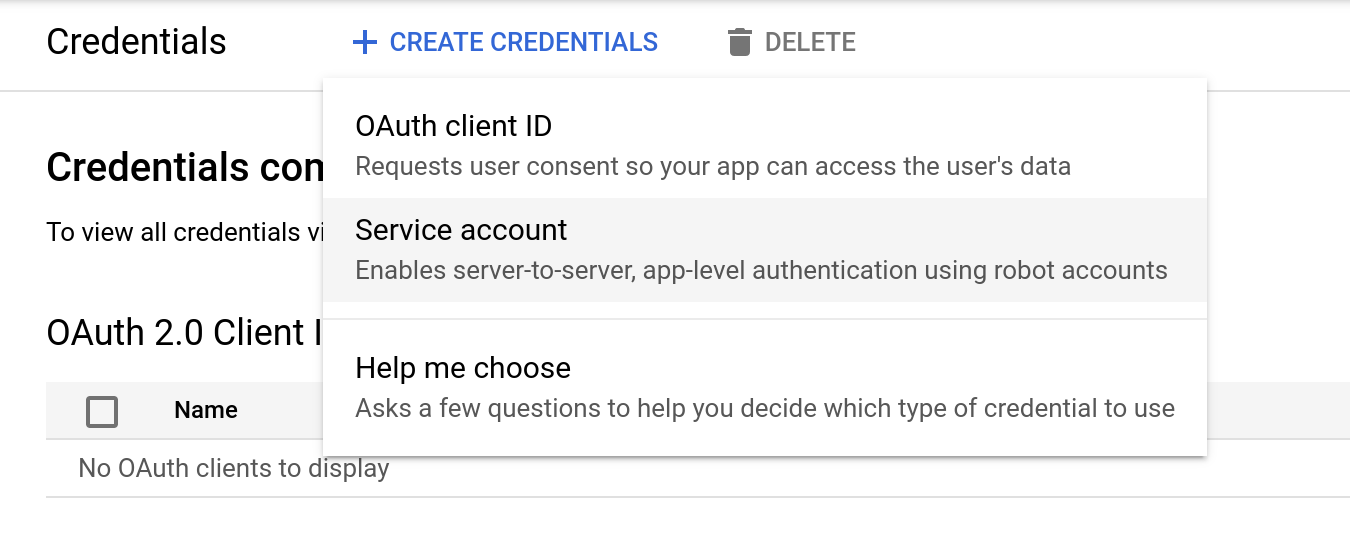 Credentials
CREATE CREDENTIALS
DELETE
OAuth client ID
Requests user consent so your app can access the user's data
Credentials com
Service account
To view all credentials vi
Enables server-to-server, app-level authentication using robot accounts
OAuth 2.0 Client I
Help me choose
Name
Asks a few questions to help you decide which type of credential to use
No OAuth clients to display